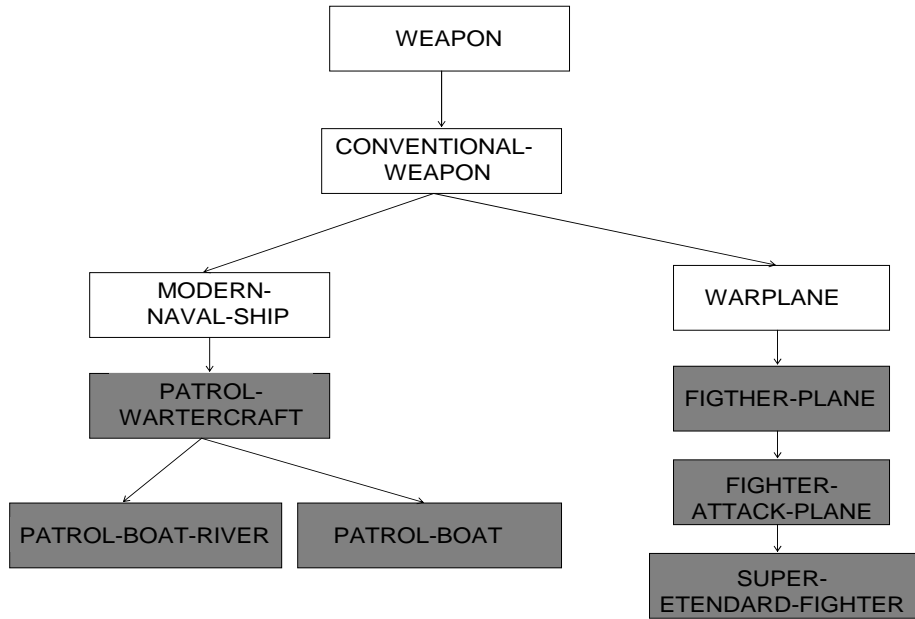 WEAPON
CONVENTIONAL-
WEAPON
MODERN-
NAVAL-SHIP
WARPLANE
PATROL-
WARTERCRAFT
FIGTHER-PLANE
PATROL-BOAT-RIVER
PATROL-BOAT
FIGHTER-
ATTACK-PLANE
SUPER-
ETENDARD-FIGHTER